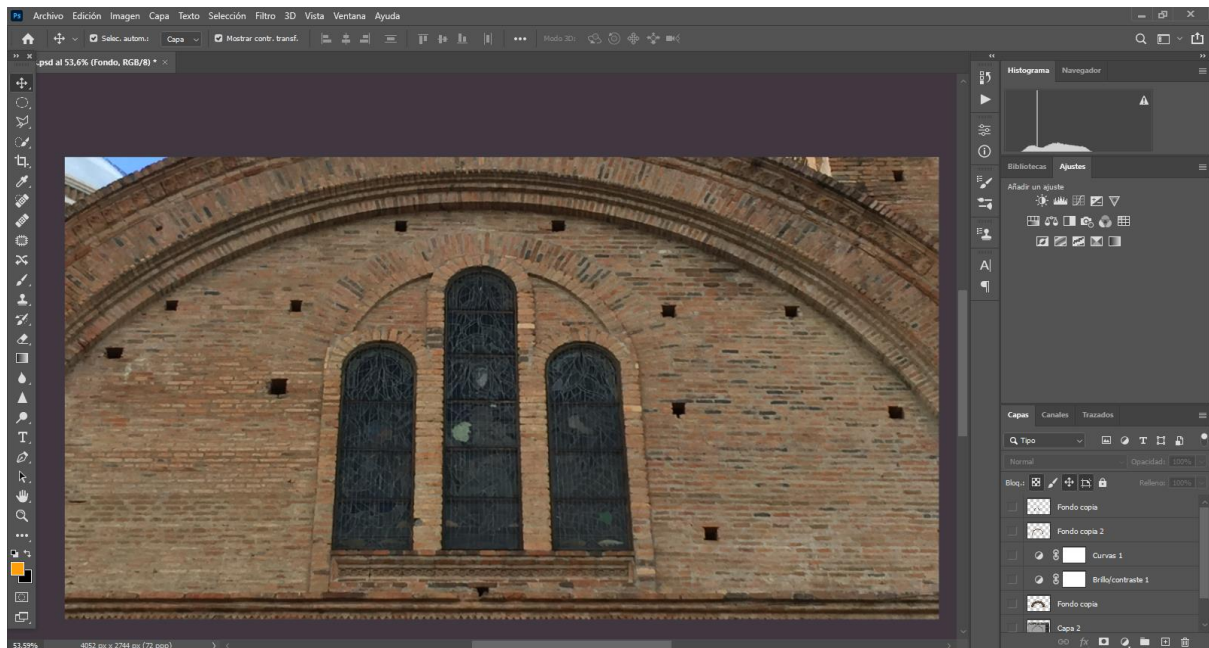 Ps Archivo Edición Imagen Capa Texto Selección Filtro 3D Vista Ventana Ayuda
Selec. autom.: Capa Mostrar contr. transf. Modo 3D:
.psd al 53,6% (Fondo, RGB/8) * ×
Histograma Navegador
Bibliotecas Ajustes
Añadir un ajuste
Capas Canales Trazados
Tipo
Normal Opacidad: 100%
Bloq.: Relleno: 100%
Fondo copia
Fondo copia 2
Curvas 1
Brillo/contraste 1
Fondo copia
Capa 2
53,59% 4052 px x 2744 px (72 ppp)